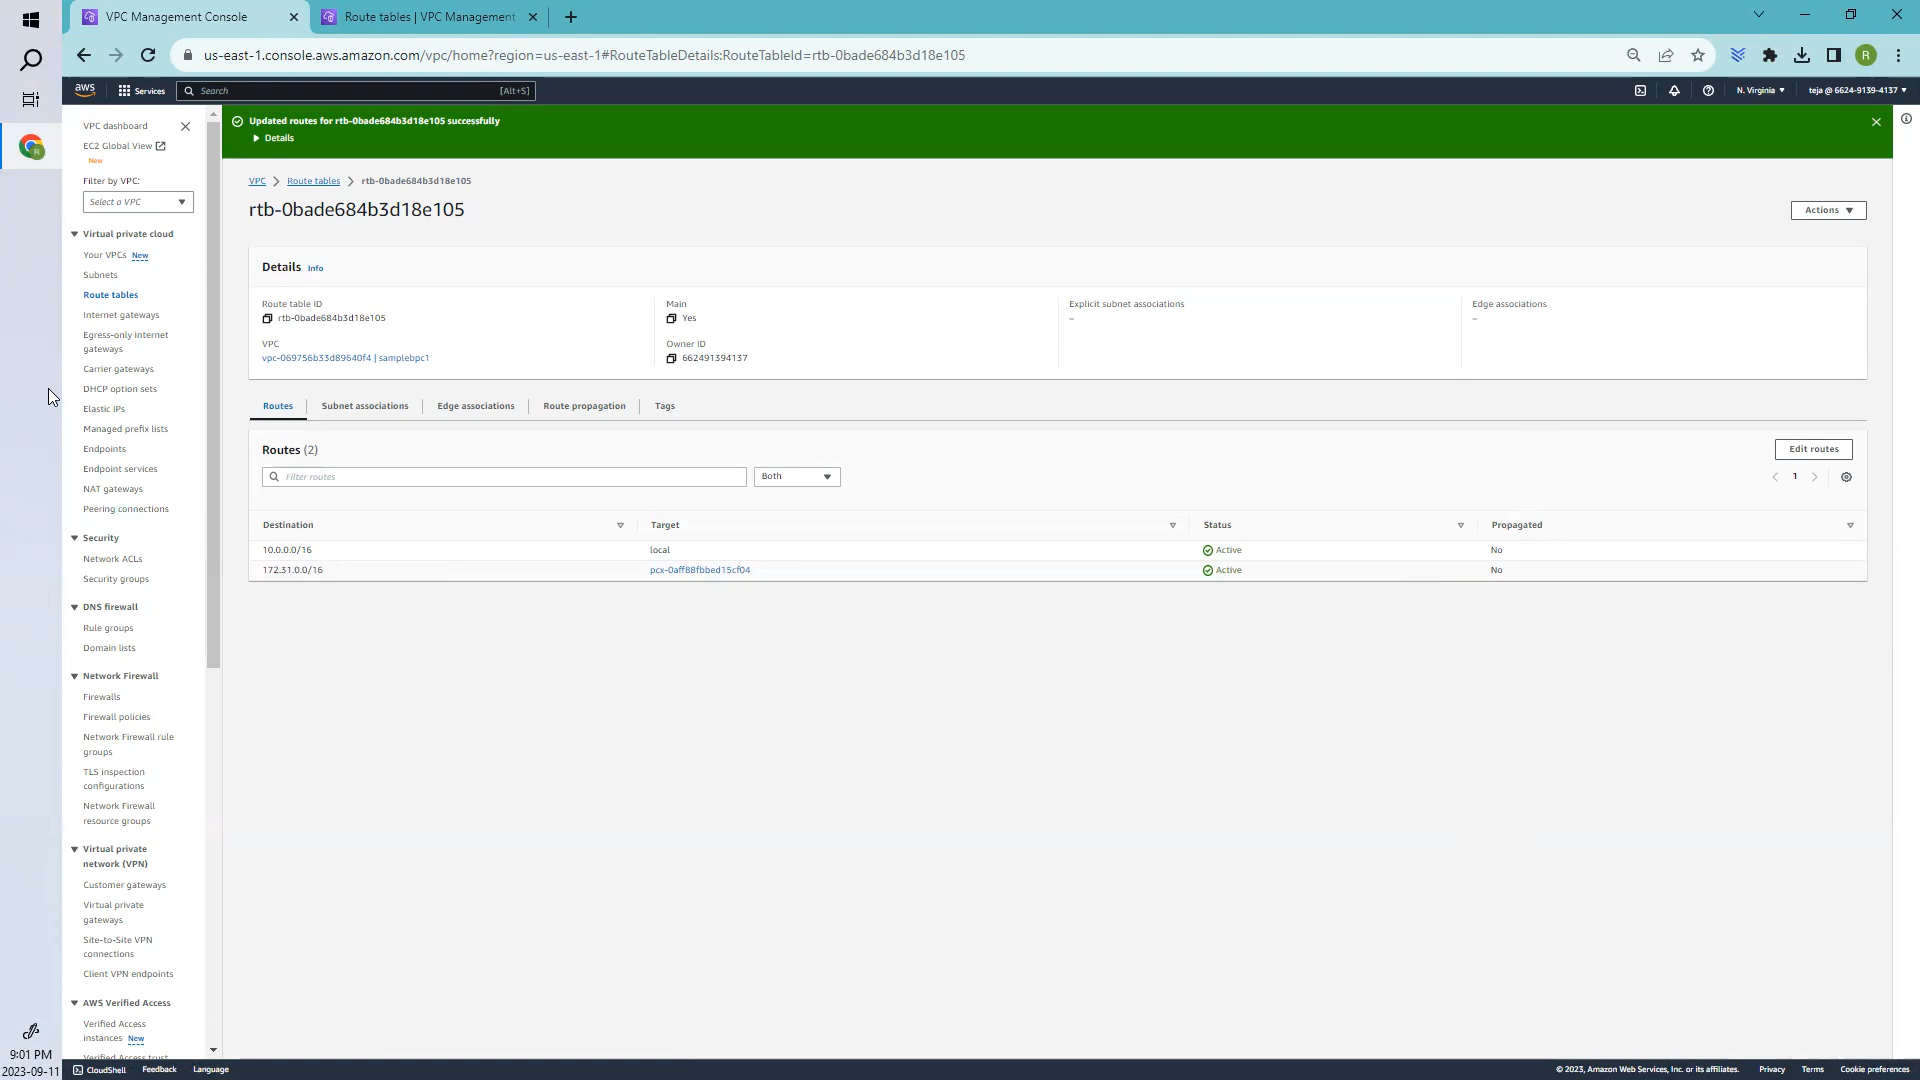 VPC Management Console
Route tables | VPC Management
us-east-1.console.aws.amazon.com/vpc/home?region=us-east-1#RouteTableDetails:RouteTableId=rtb-0bade684b3d18e105
R
aws
Services
Search
[Alt+S]
N. Virginia
teja @ 6624-9139-4137
VPC dashboard
EC2 Global View
New
Filter by VPC:
Select a VPC
Virtual private cloud
Your VPCs New
Subnets
Route tables
Internet gateways
Egress-only internet
gateways
Carrier gateways
DHCP option sets
Elastic IPs
Managed prefix lists
Endpoints
Endpoint services
NAT gateways
Peering connections
Security
Network ACLs
Security groups
DNS firewall
Rule groups
Domain lists
Network Firewall
Firewalls
Firewall policies
Network Firewall rule
groups
TLS inspection
configurations
Network Firewall
resource groups
Virtual private
network (VPN)
Customer gateways
Virtual private
gateways
Site-to-Site VPN
connections
Client VPN endpoints
AWS Verified Access
Verified Access
instances New
Verified Access trust
Updated routes for rtb-0bade684b3d18e105 successfully
Details
VPC
Route tables
rtb-0bade684b3d18e105
rtb-0bade684b3d18e105
Actions
Details Info
Route table ID
rtb-0bade684b3d18e105
Main
Yes
Explicit subnet associations
–
Edge associations
–
VPC
vpc-069756b33d89640f4 | samplebpc1
Owner ID
662491394137
Routes
Subnet associations
Edge associations
Route propagation
Tags
Routes (2)
Edit routes
Filter routes
Both
1
Destination
Target
Status
Propagated
10.0.0.0/16
local
Active
No
172.31.0.0/16
pcx-0aff88fbbed15cf04
Active
No
9:01 PM
2023-09-11
CloudShell
Feedback
Language
© 2023, Amazon Web Services, Inc. or its affiliates.
Privacy
Terms
Cookie preferences